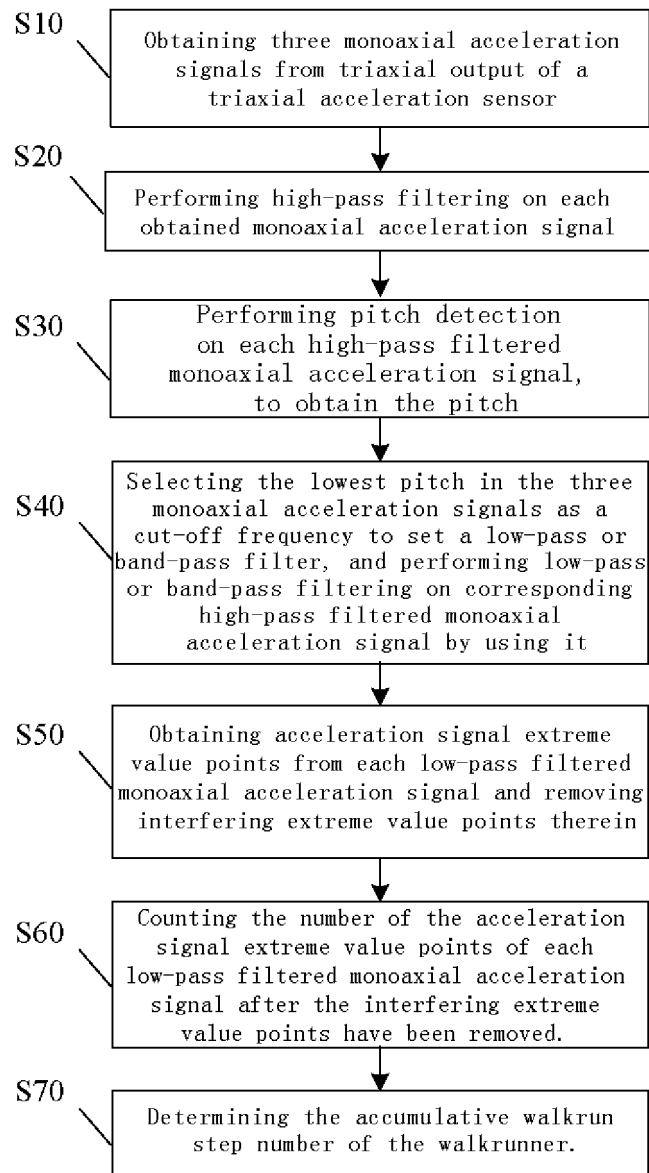 S10
Obtaining three monoaxial acceleration
signals from triaxial output of a
triaxial acceleration sensor
S20
Performing high-pass filtering on each
obtained monoaxial acceleration signal
S30
Performing pitch detection
on each high-pass filtered
monoaxial acceleration signal,
to obtain the pitch
S40
Selecting the lowest pitch in the three
monoaxial acceleration signals as a
cut-off frequency to set a low-pass or
band-pass filter, and performing low-pass
or band-pass filtering on corresponding
high-pass filtered monoaxial
acceleration signal by using it
S50
Obtaining acceleration signal extreme
value points from each low-pass filtered
monoaxial acceleration signal and removing
interfering extreme value points therein
S60
Counting the number of the acceleration
signal extreme value points of each
low-pass filtered monoaxial acceleration
signal after the interfering extreme
value points have been removed.
S70
Determining the accumulative walkrun
step number of the walkrunner.